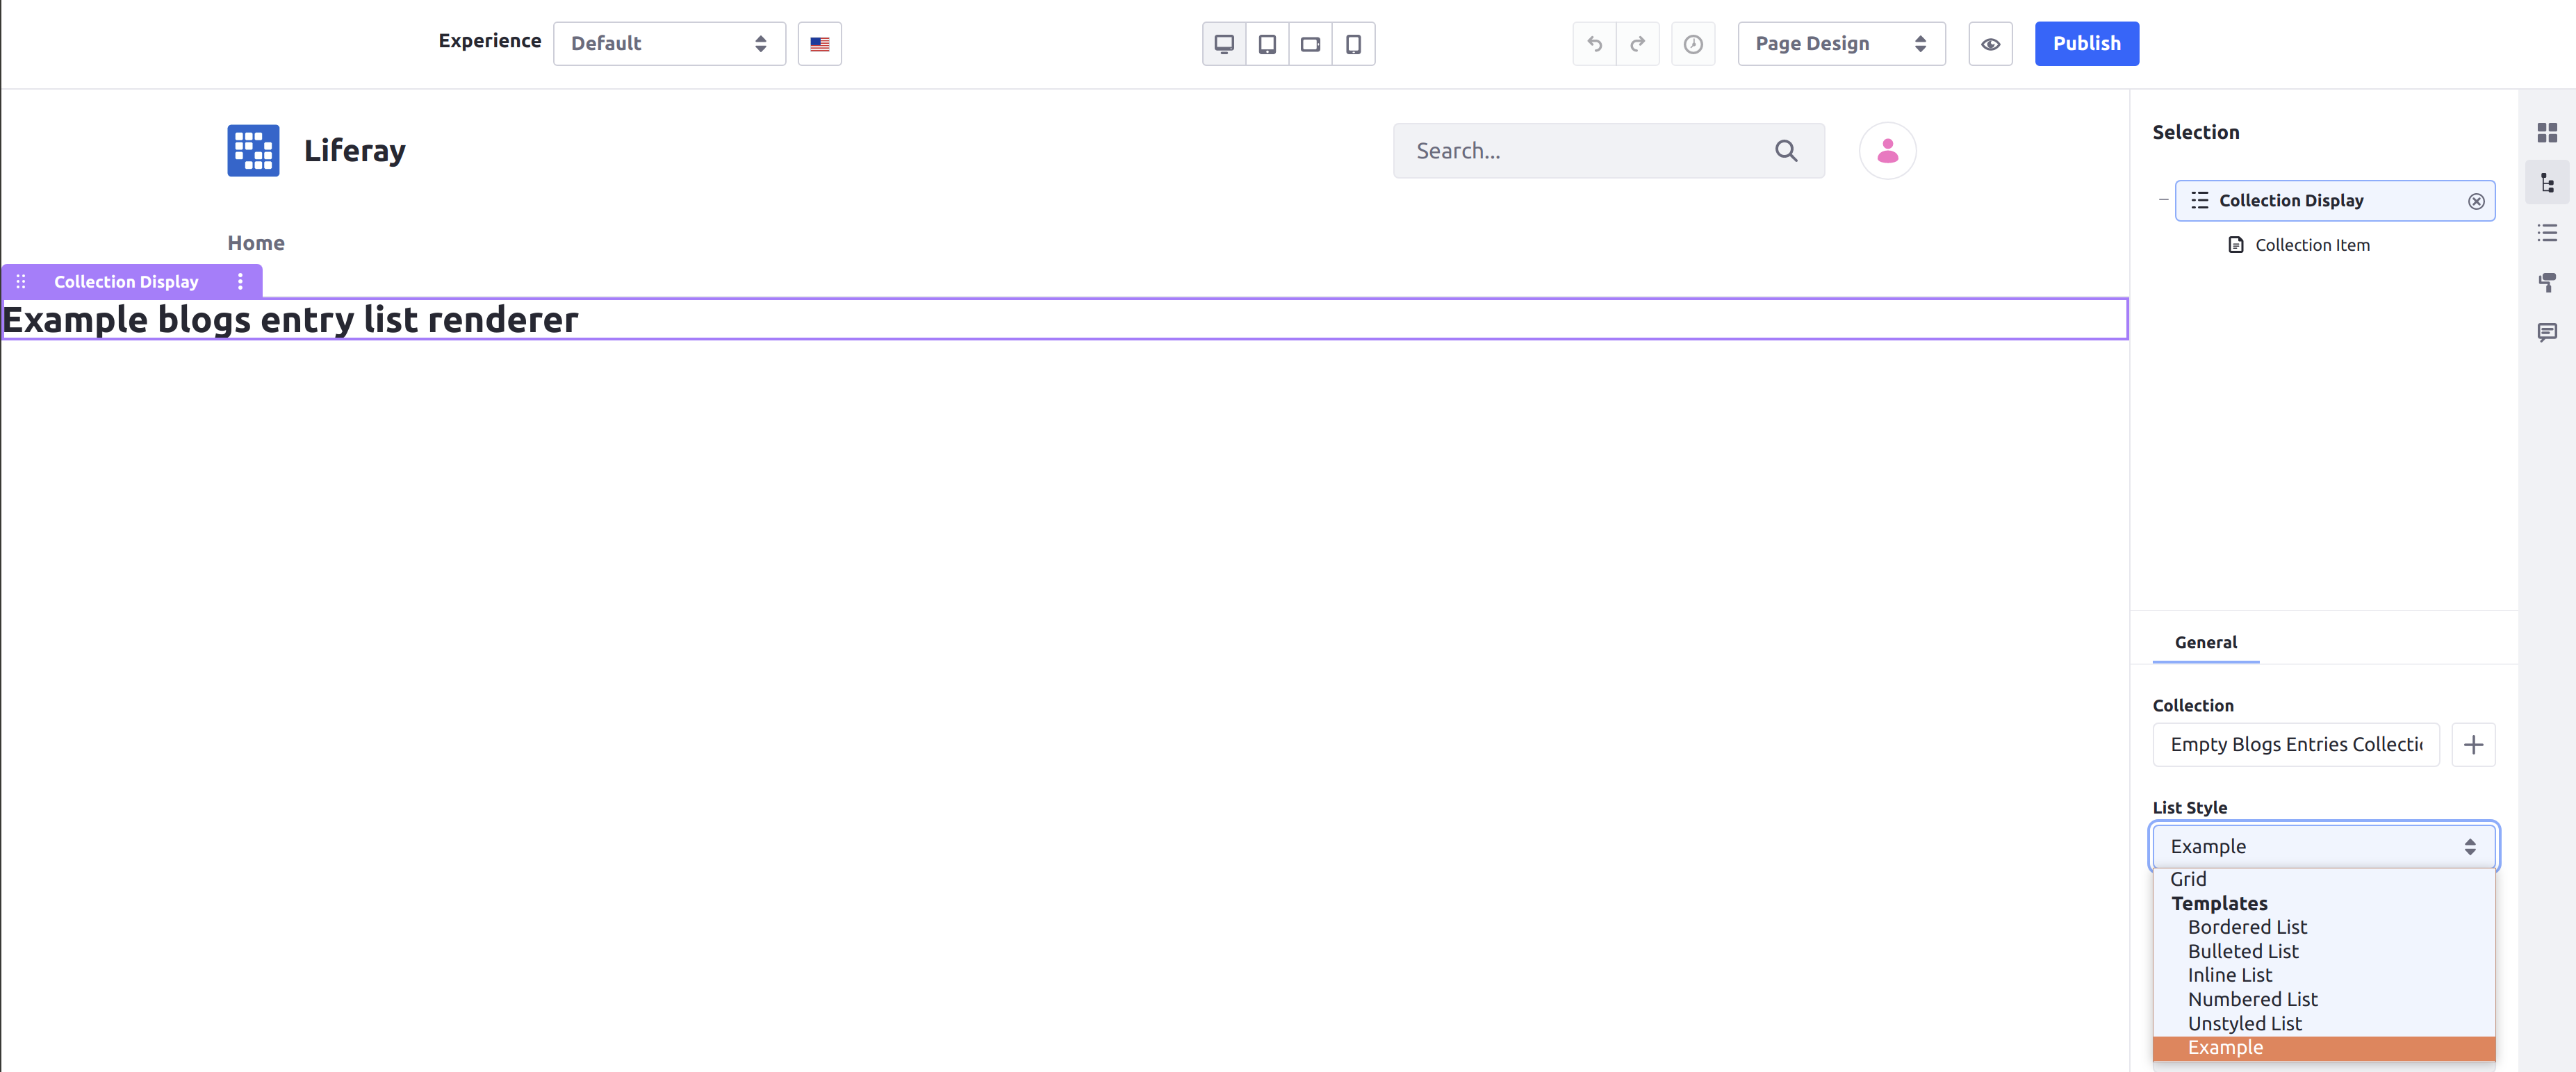 Experience
Default
Page Design
Publish
Liferay
Search...
Home
Collection Display
Example blogs entry list renderer
Selection
Collection Display
Collection Item
General
Collection
Empty Blogs Entries Collecti
List Style
Example
Grid
Templates
Bordered List
Bulleted List
Inline List
Numbered List
Unstyled List
Example